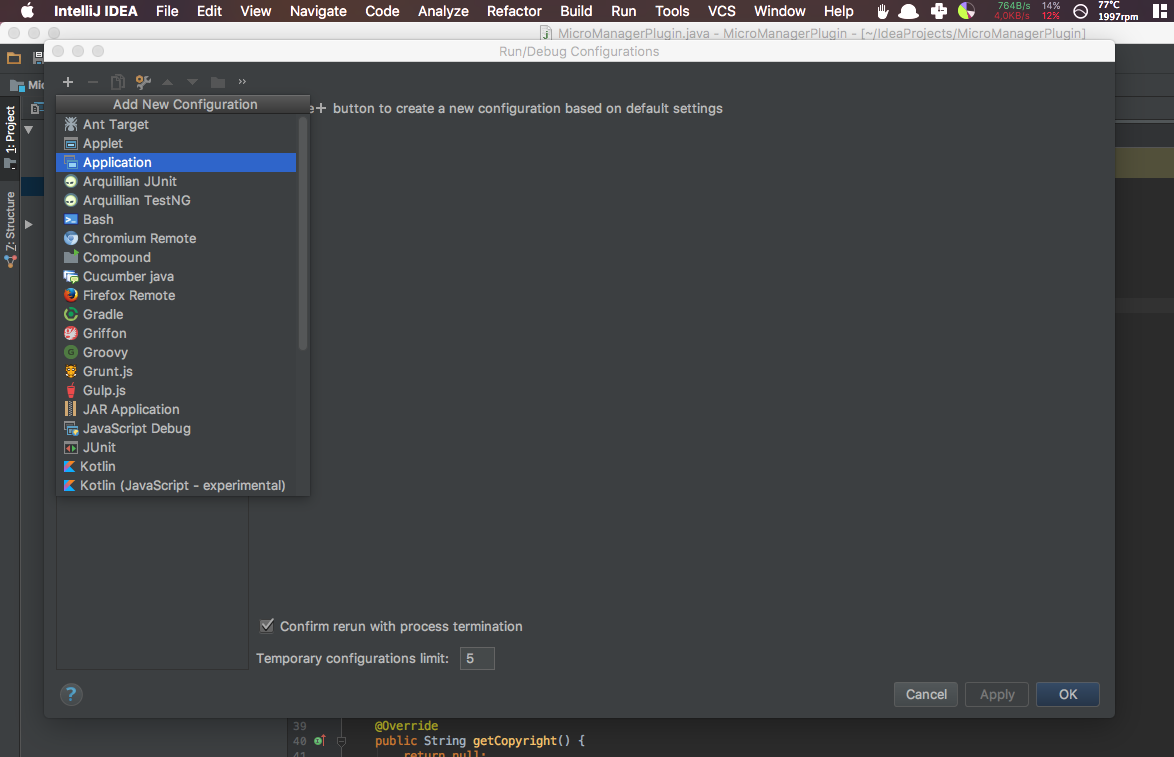 IntelliJ IDEA File Edit View Navigate Code Analyze Refactor Build Run Tools VCS Window Help 764B/s 14% 77°C
4,0KB/s 12% 1997rpm
MicroManagerPlugin.java - MicroManagerPlugin - [~/IdeaProjects/MicroManagerPlugin]
Run/Debug Configurations
Mic
1: Project
Z: Structure
Add New Configuration
e + button to create a new configuration based on default settings
Ant Target
Applet
Application
Arquillian JUnit
Arquillian TestNG
Bash
Chromium Remote
Compound
Cucumber java
Firefox Remote
Gradle
Griffon
Groovy
Grunt.js
Gulp.js
JAR Application
JavaScript Debug
JUnit
Kotlin
Kotlin (JavaScript - experimental)
Confirm rerun with process termination
Temporary configurations limit: 5
? Cancel Apply OK
39 @Override
40 public String getCopyright() {
41 return null;